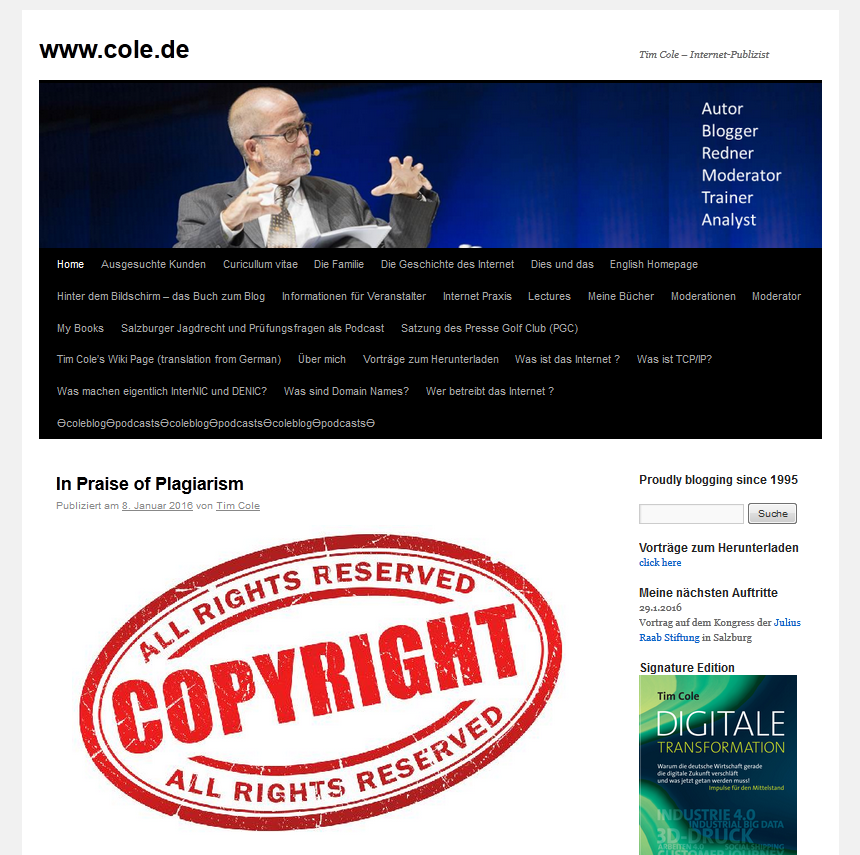 www.cole.de
Tim Cole – Internet-Publizist
Autor
Blogger
Redner
Moderator
Trainer
Analyst
Home Ausgesuchte Kunden Curicullum vitae Die Familie Die Geschichte des Internet Dies und das English Homepage
Hinter dem Bildschirm – das Buch zum Blog Informationen für Veranstalter Internet Praxis Lectures Meine Bücher Moderationen Moderator
My Books Salzburger Jagdrecht und Prüfungsfragen als Podcast Satzung des Presse Golf Club (PGC)
Tim Cole's Wiki Page (translation from German) Über mich Vorträge zum Herunterladen Was ist das Internet ? Was ist TCP/IP?
Was machen eigentlich InterNIC und DENIC? Was sind Domain Names? Wer betreibt das Internet ?
ϴcoleblogϴpodcastsϴcoleblogϴpodcastsϴcoleblogϴpodcastsϴ
In Praise of Plagiarism
Publiziert am 8. Januar 2016 von Tim Cole
ALL RIGHTS RESERVED
COPYRIGHT
ALL RIGHTS RESERVED
Proudly blogging since 1995
Suche
Vorträge zum Herunterladen
click here
Meine nächsten Auftritte
29.1.2016
Vortrag auf dem Kongress der Julius
Raab Stiftung in Salzburg
Signature Edition
Tim Cole
DIGITALE
TRANSFORMATION
Warum die deutsche Wirtschaft gerade
die digitale Zukunft verschläft
und was jetzt getan werden muss!
Impulse für den Mittelstand
INDUSTRIE 4.0
INDUSTRIAL BIG DATA
3D-DRUCK
ARBEITEN 4.0 SOCIAL SHIPPING
CUSTOMER JOURNEY